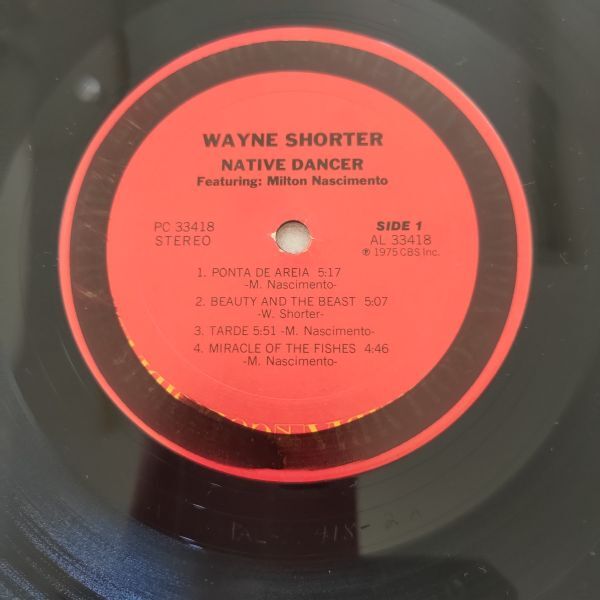 WAYNE SHORTER
NATIVE DANCER
Featuring: Milton Nascimento
PC 33418
STEREO
SIDE 1
AL 33418
℗ 1975 CBS Inc.
1. PONTA DE AREIA 5:17
-M. Nascimento-
2. BEAUTY AND THE BEAST 5:07
-W. Shorter-
3. TARDE 5:51 -M. Nascimento-
4. MIRACLE OF THE FISHES 4:46
-M. Nascimento-